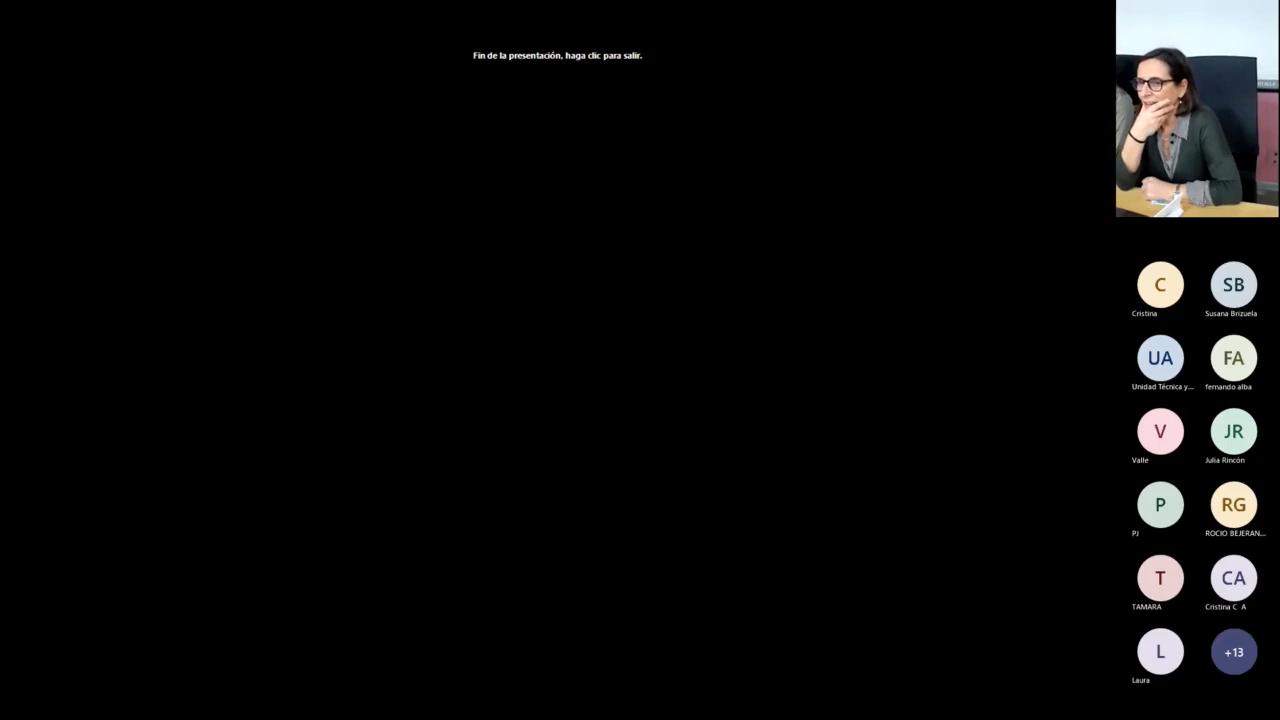 Fin de la presentación, haga clic para salir.
C
SB
Cristina
Susana Brizuela
UA
FA
Unidad Técnica y...
fernando alba
V
JR
Valle
Julia Rincón
P
RG
PJ
ROCIO BEJERAN...
T
CA
TAMARA
Cristina C A
L
+13
Laura